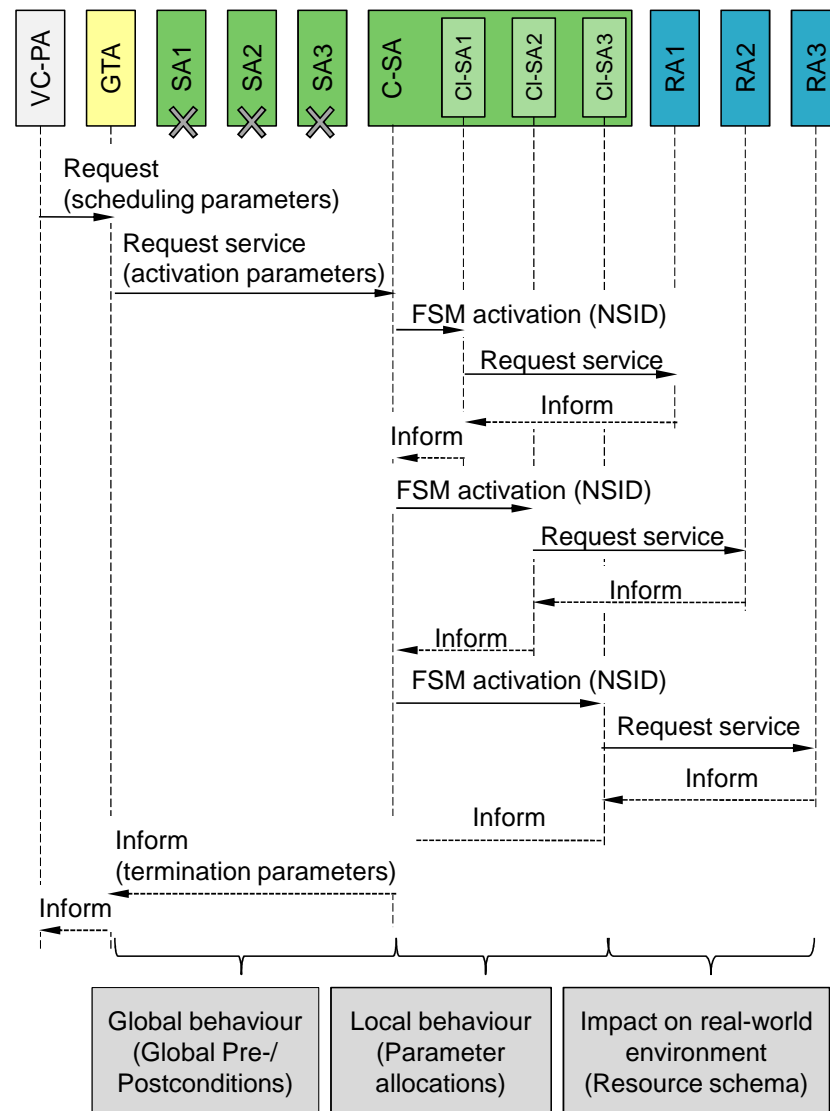 VC-PA
GTA
SA1
SA2
SA3
C-SA
CI-SA1
CI-SA2
CI-SA3
RA1
RA2
RA3
Request
(scheduling parameters)
Request service
(activation parameters)
FSM activation (NSID)
Request service
Inform
Inform
FSM activation (NSID)
Request service
Inform
Inform
FSM activation (NSID)
Request service
Inform
Inform
Inform
(termination parameters)
Inform
Global behaviour
(Global Pre-/
Postconditions)
Local behaviour
(Parameter
allocations)
Impact on real-world
environment
(Resource schema)